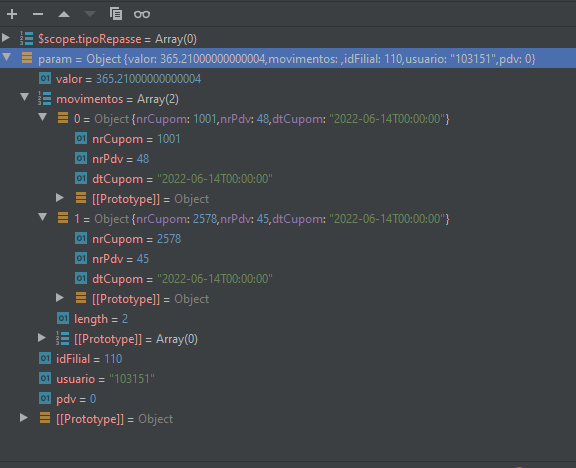 $scope.tipoRepasse = Array(0)
param = Object {valor: 365.21000000000004,movimentos: ,idFilial: 110,usuario: "103151",pdv: 0}
01 valor = 365.21000000000004
movimentos = Array(2)
0 = Object {nrCupom: 1001,nrPdv: 48,dtCupom: "2022-06-14T00:00:00"}
01 nrCupom = 1001
01 nrPdv = 48
01 dtCupom = "2022-06-14T00:00:00"
[[Prototype]] = Object
1 = Object {nrCupom: 2578,nrPdv: 45,dtCupom: "2022-06-14T00:00:00"}
01 nrCupom = 2578
01 nrPdv = 45
01 dtCupom = "2022-06-14T00:00:00"
[[Prototype]] = Object
01 length = 2
[[Prototype]] = Array(0)
01 idFilial = 110
01 usuario = "103151"
01 pdv = 0
[[Prototype]] = Object